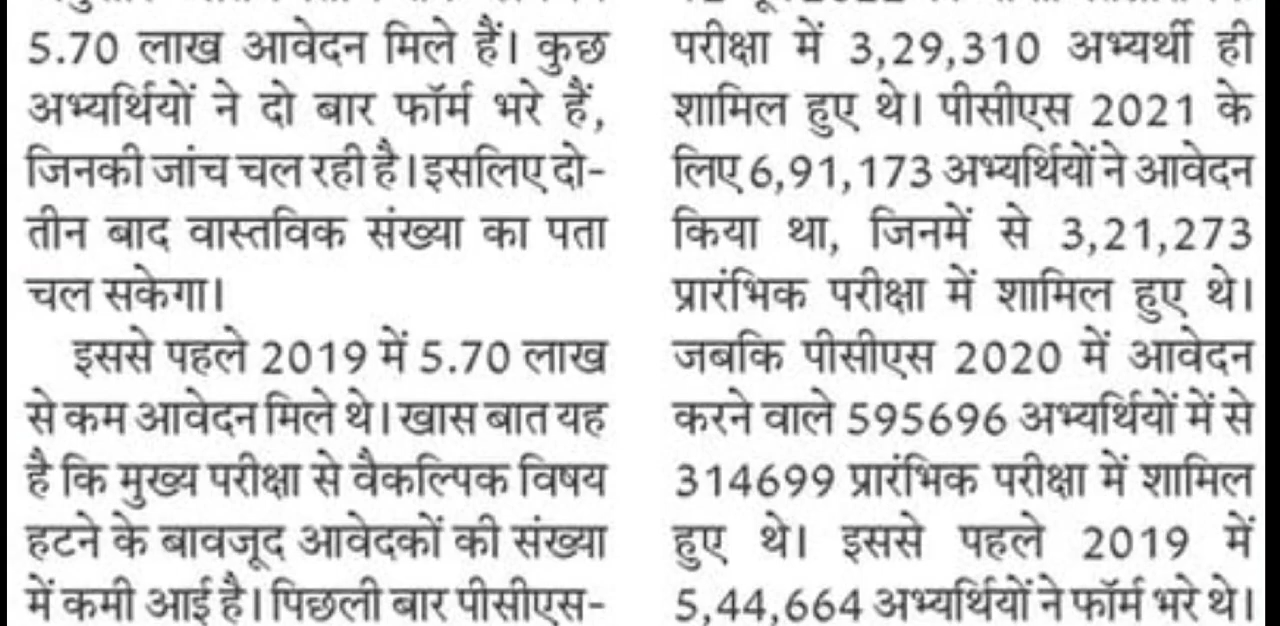 5.70 लाख आवेदन मिले हैं। कुछ
अभ्यर्थियों ने दो बार फॉर्म भरे हैं,
जिनकी जांच चल रही है। इसलिए दो-
तीन बाद वास्तविक संख्या का पता
चल सकेगा।
इससे पहले 2019 में 5.70 लाख
से कम आवेदन मिले थे। खास बात यह
है कि मुख्य परीक्षा से वैकल्पिक विषय
हटने के बावजूद आवेदकों की संख्या
में कमी आई है। पिछली बार पीसीएस-
परीक्षा में 3,29,310 अभ्यर्थी ही
शामिल हुए थे। पीसीएस 2021 के
लिए 6,91,173 अभ्यर्थियों ने आवेदन
किया था, जिनमें से 3,21,273
प्रारंभिक परीक्षा में शामिल हुए थे।
जबकि पीसीएस 2020 में आवेदन
करने वाले 595696 अभ्यर्थियों में से
314699 प्रारंभिक परीक्षा में शामिल
हुए थे। इससे पहले 2019 में
5,44,664 अभ्यर्थियों ने फॉर्म भरे थे।